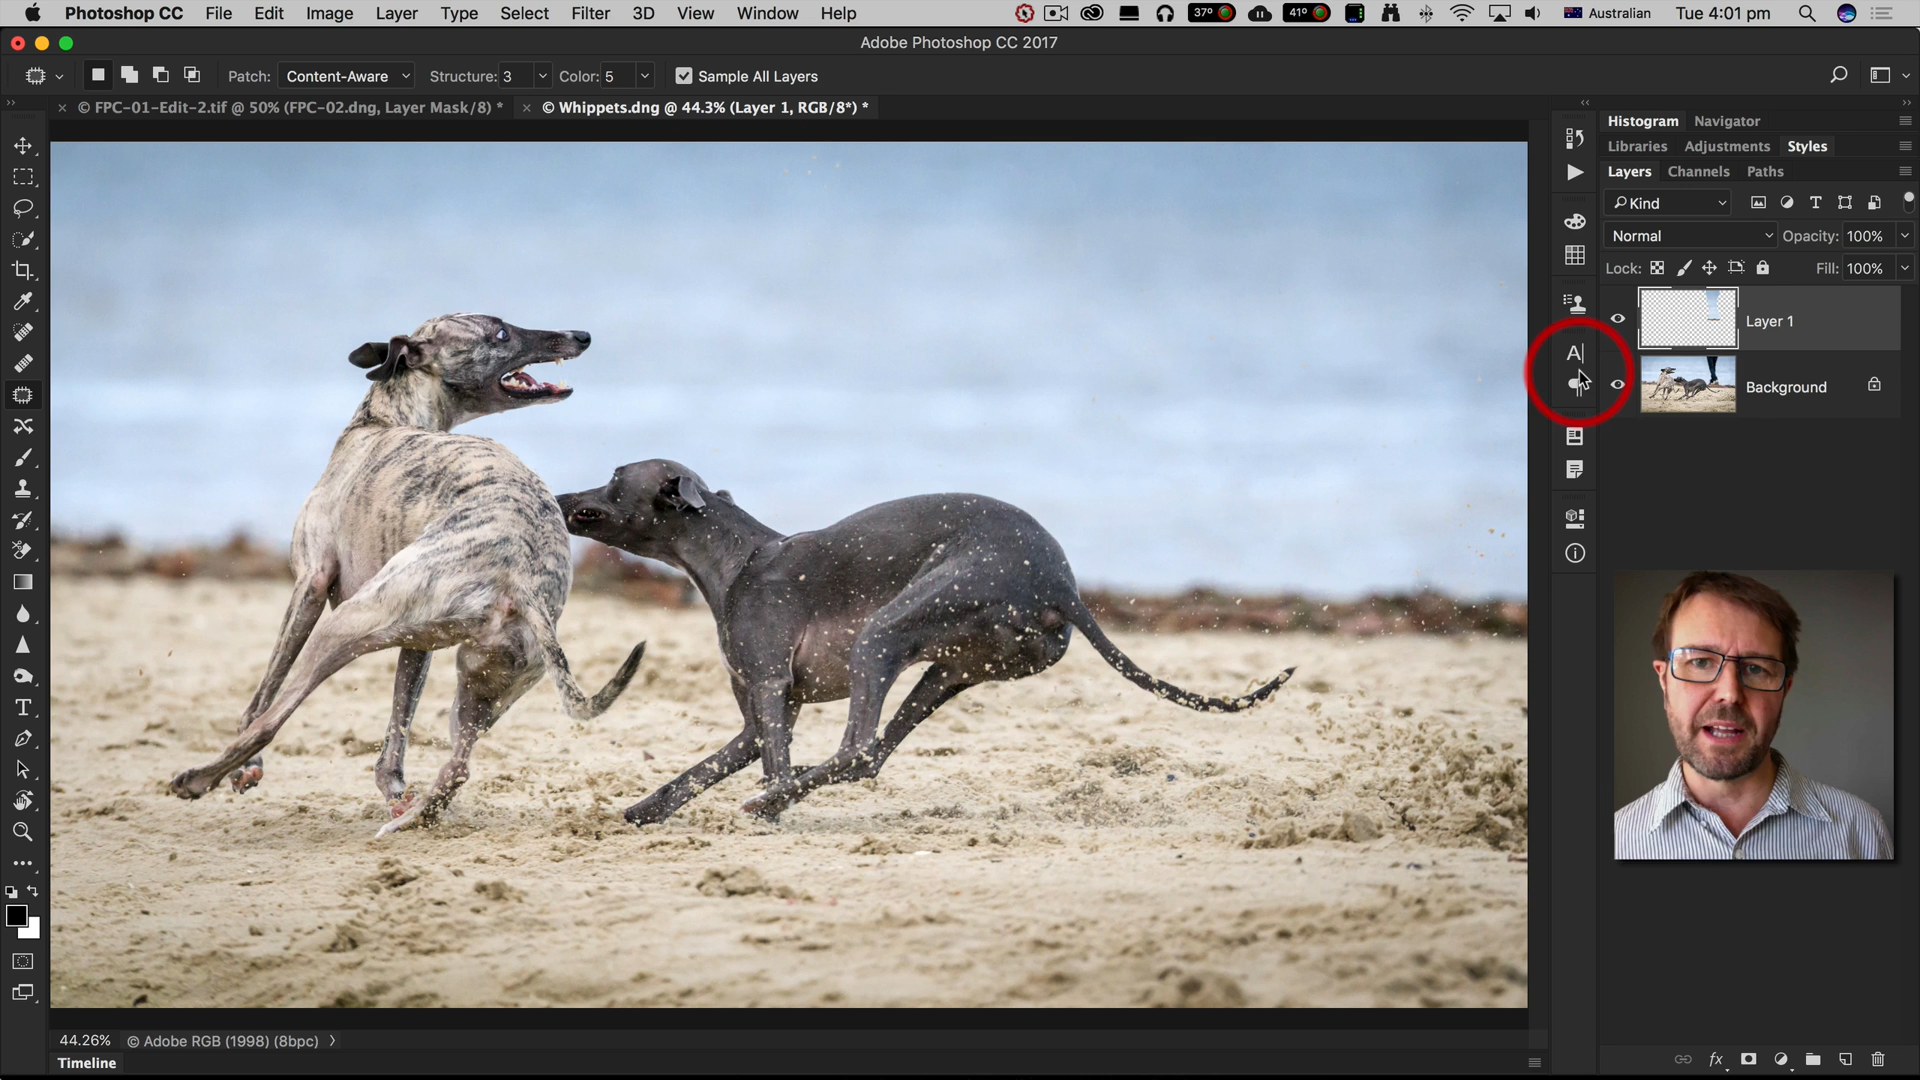 Photoshop CC File Edit Image Layer Type Select Filter 3D View Window Help 37° 41° Australian Tue 4:01 pm
Adobe Photoshop CC 2017
Patch: Content-Aware Structure: 3 Color: 5 Sample All Layers
© FPC-01-Edit-2.tif @ 50% (FPC-02.dng, Layer Mask/8) * © Whippets.dng @ 44.3% (Layer 1, RGB/8*) *
Histogram Navigator
Libraries Adjustments Styles
Layers Channels Paths
Kind
Normal Opacity: 100%
Lock: Fill: 100%
Layer 1
Background
44.26% © Adobe RGB (1998) (8bpc)
Timeline
fx